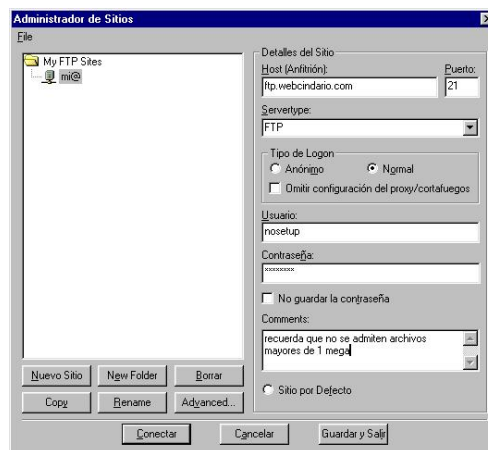 Administrador de Sitios
File
My FTP Sites
mi@
Detalles del Sitio
Host (Anfitrión):
Puerto:
ftp.webcindario.com
21
Servertype:
FTP
Tipo de Logon
Anónimo
Normal
Omitir configuración del proxy/cortafuegos
Usuario:
nosetup
Contraseña:
xxxxxxxx
No guardar la contraseña
Comments:
recuerda que no se admiten archivos
mayores de 1 mega
Nuevo Sitio
New Folder
Borrar
Copy
Rename
Advanced...
Sitio por Defecto
Conectar
Cancelar
Guardar y Salir